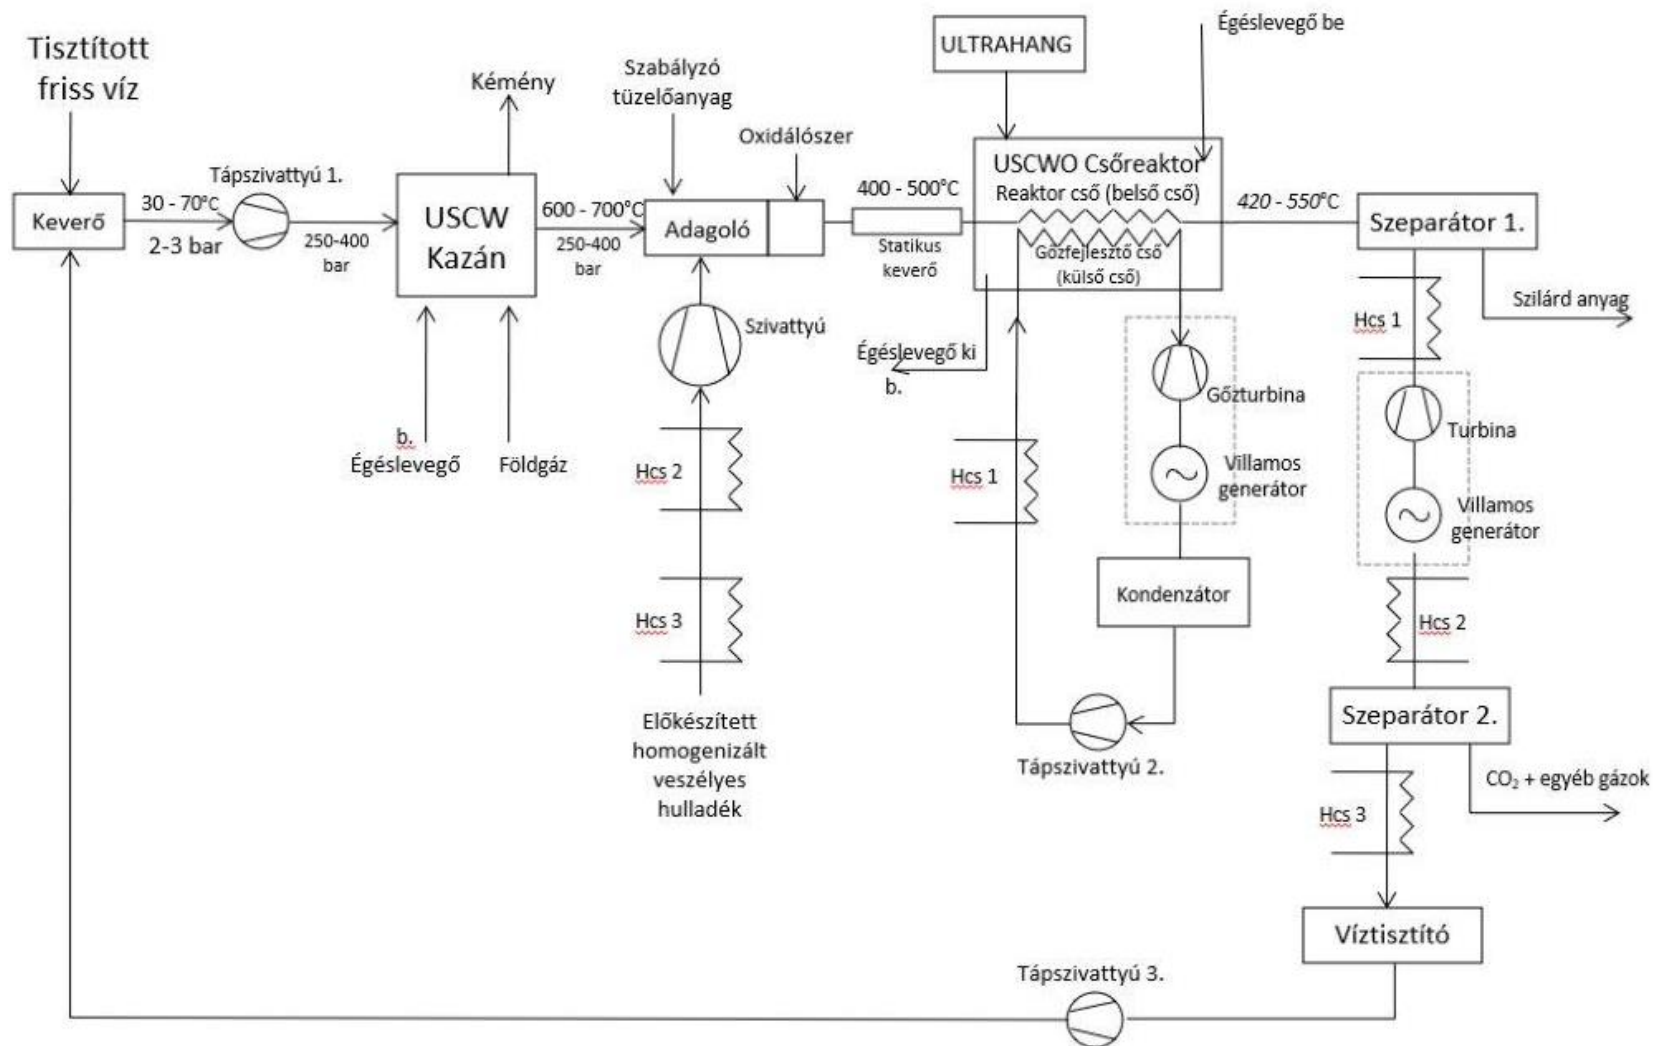 Tisztított
friss víz
Keverő
30 - 70°C
2-3 bar
Tápszivattyú 1.
250-400
bar
Kémény
USCW
Kazán
b.
Égéslevegő
Földgáz
600 - 700°C
250-400
bar
Szabályzó
tüzelőanyag
Oxidálószer
Adagoló
Szivattyú
Hcs 2
Hcs 3
Előkészített
homogenizált
veszélyes
hulladék
400 - 500°C
Statikus
keverő
ULTRAHANG
Égéslevegő be
USCWO Csőreaktor
Reaktor cső (belső cső)
Gőzfejlesztő cső
(külső cső)
Égéslevegő ki
b.
Hcs 1
Gőzturbina
Villamos
generátor
Kondenzátor
Tápszivattyú 2.
420 - 550°C
Szeparátor 1.
Szilárd anyag
Hcs 1
Turbina
Villamos
generátor
Hcs 2
Szeparátor 2.
CO₂ + egyéb gázok
Hcs 3
Víztisztító
Tápszivattyú 3.